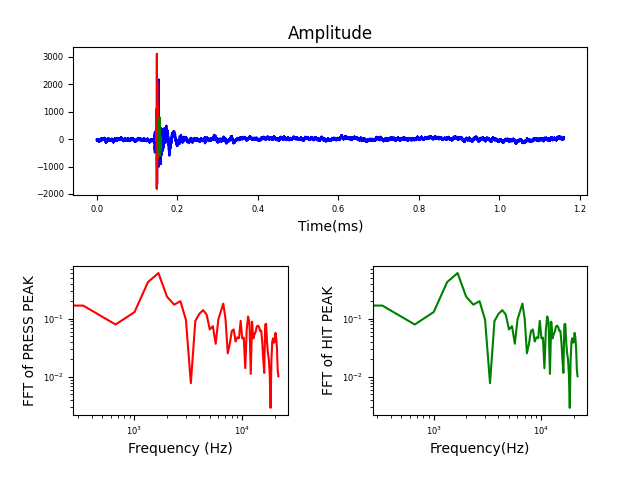 Amplitude
3000
2000
1000
0
−1000
−2000
0.0 0.2 0.4 0.6 0.8 1.0 1.2
Time(ms)
FFT of PRESS PEAK
10⁻¹
10⁻²
10³ 10⁴
Frequency (Hz)
FFT of HIT PEAK
10⁻¹
10⁻²
10³ 10⁴
Frequency(Hz)